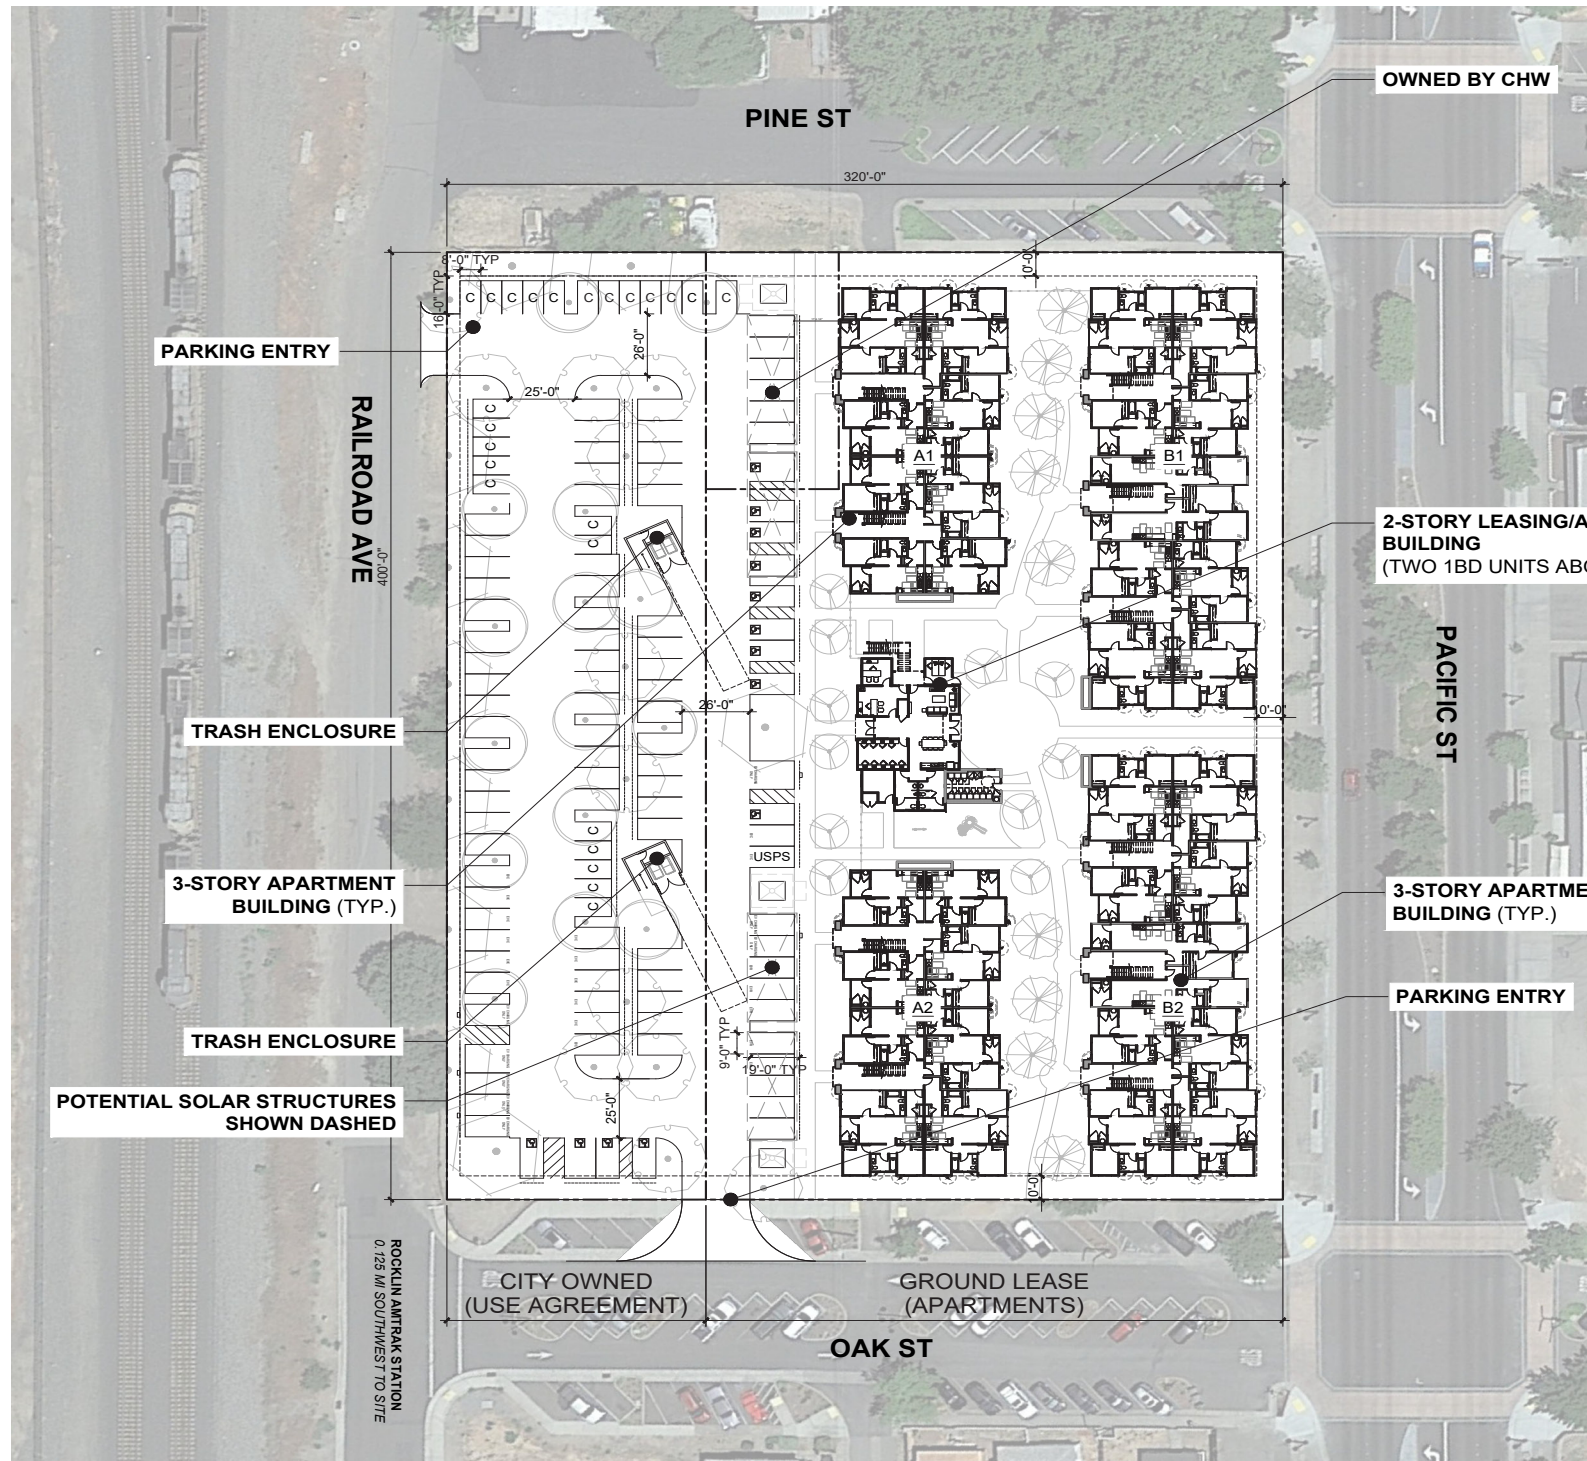 OWNED BY CHW
PINE ST
320'-0"
8'-0" TYP
10'-0"
16'-0" TYP
C C C C C C C C C C C C
PARKING ENTRY
26'-0"
25'-0"
RAILROAD AVE
400'-0"
C
C
C
C
C
A1
B1
2-STORY LEASING/A
BUILDING
(TWO 1BD UNITS AB
C
C
PACIFIC ST
TRASH ENCLOSURE
26'-0"
0'-0"
C
C
C
C
C
USPS
3-STORY APARTMENT
BUILDING (TYP.)
3-STORY APARTME
BUILDING (TYP.)
PARKING ENTRY
A2
B2
TRASH ENCLOSURE
9'-0" TYP
19'-0" TYP
POTENTIAL SOLAR STRUCTURES
SHOWN DASHED
25'-0"
10'-0"
ROCKLIN AMTRAK STATION
0.125 MI SOUTHWEST TO SITE
CITY OWNED
(USE AGREEMENT)
GROUND LEASE
(APARTMENTS)
OAK ST